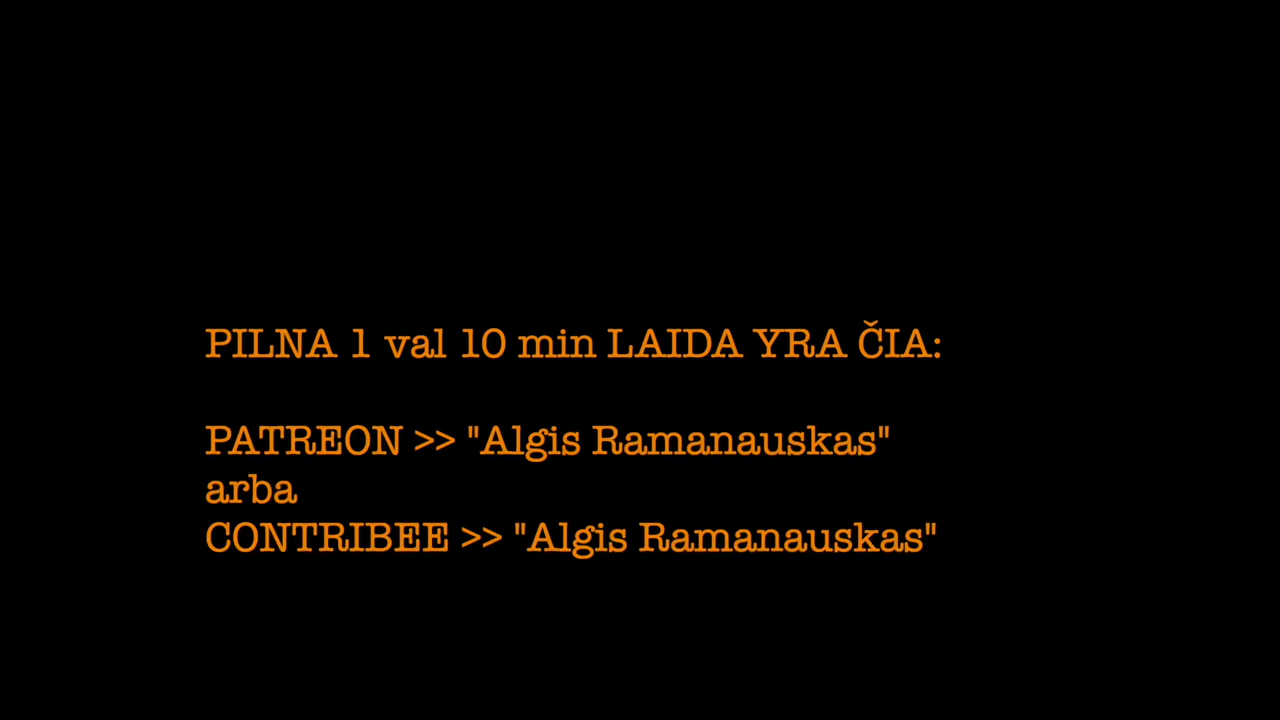 PILNA 1 val 10 min LAIDA YRA ČIA:
PATREON >> "Algis Ramanauskas"
arba
CONTRIBEE >> "Algis Ramanauskas"